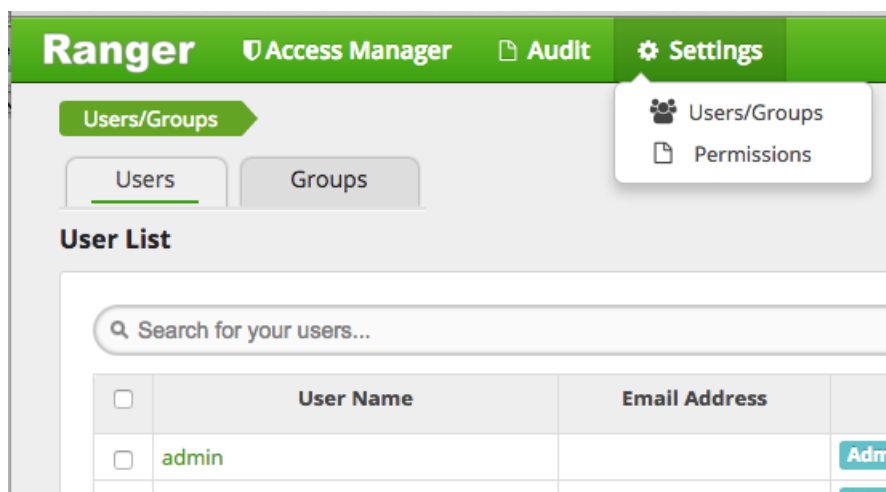 Ranger Access Manager Audit Settings
Users/Groups
Permissions
Users/Groups
Users Groups
User List
Search for your users...
User Name Email Address
admin